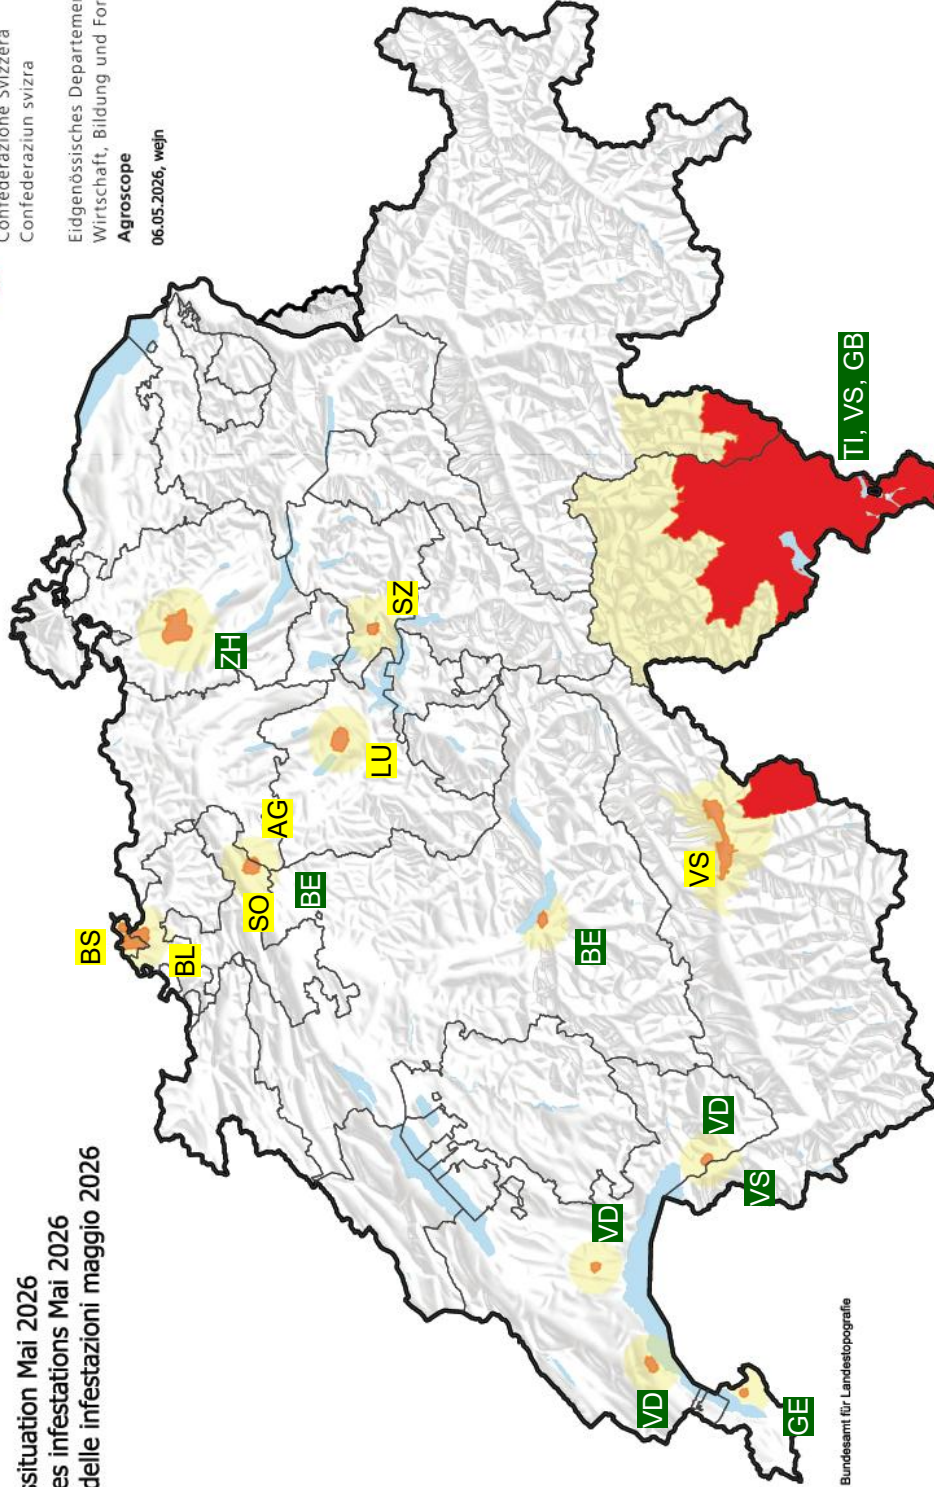 Confederazione Svizzera
Confederaziun svizra
Eidgenössisches Departement
Wirtschaft, Bildung und For
Agroscope
06.05.2026, wejn
ssituation Mai 2026
es infestations Mai 2026
delle infestazioni maggio 2026
BS
BL
SO
AG
BE
ZH
LU
SZ
BE
VS
VD
VS
VD
VD
GE
TI, VS, GB
Bundesamt für Landestopografie